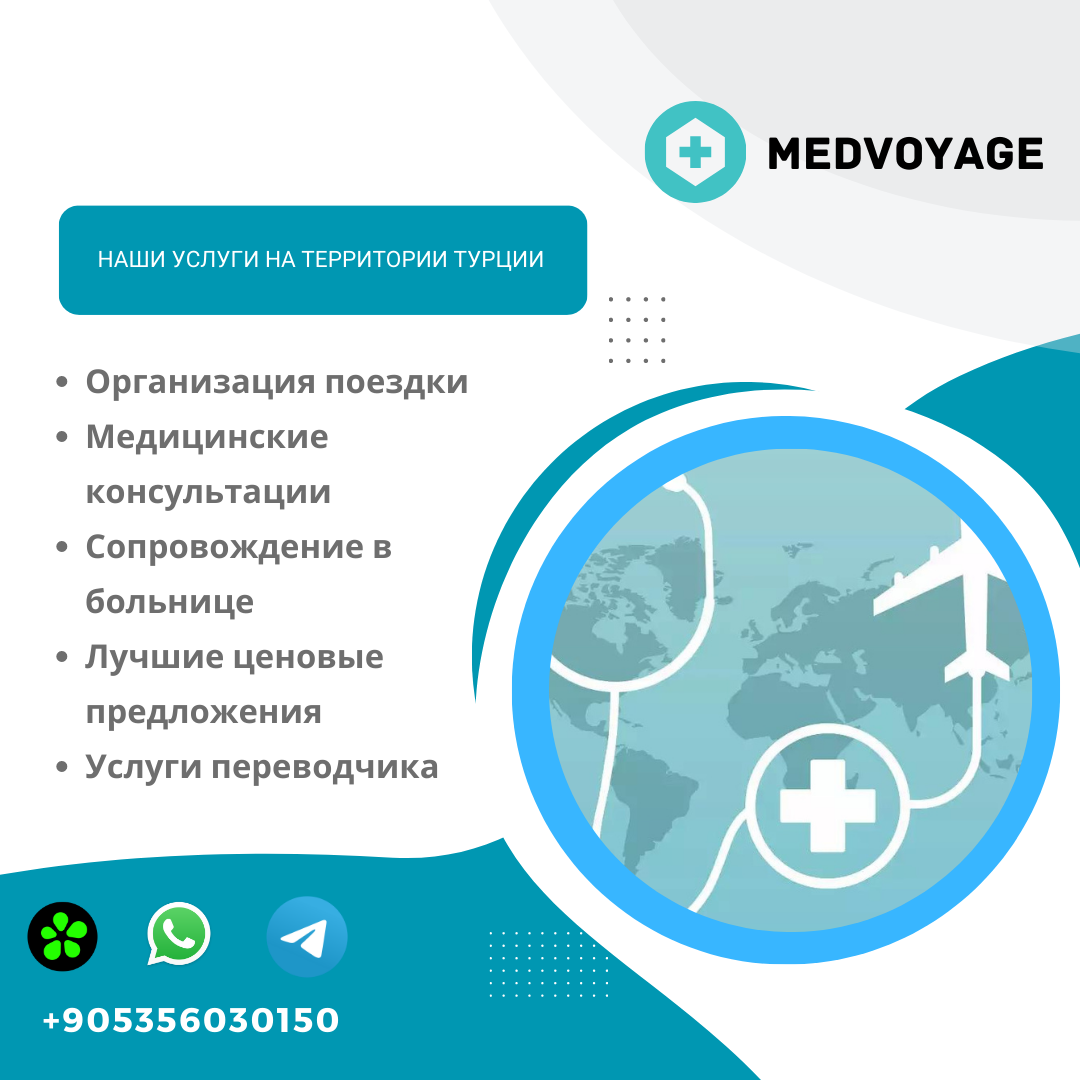 MEDVOYAGE
НАШИ УСЛУГИ НА ТЕРРИТОРИИ ТУРЦИИ
• Организация поездки
• Медицинские
консультации
• Сопровождение в
больнице
• Лучшие ценовые
предложения
• Услуги переводчика
+905356030150